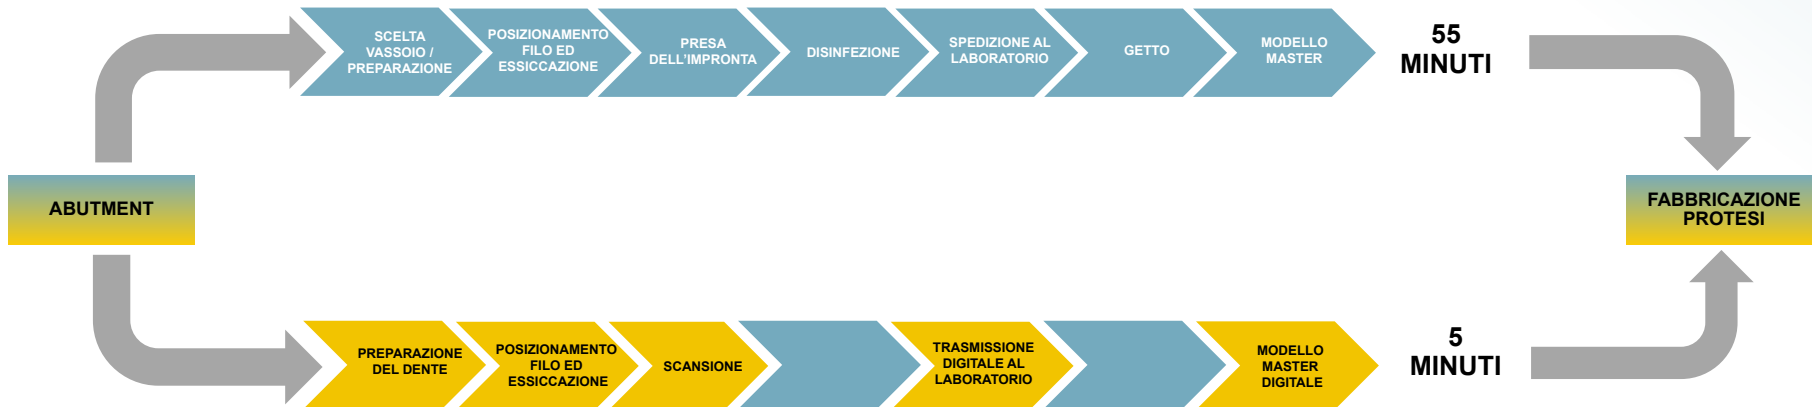 SCELTA
VASSOIO /
PREPARAZIONE
POSIZIONAMENTO
FILO ED
ESSICCAZIONE
PRESA
DELL'IMPRONTA
DISINFEZIONE
SPEDIZIONE AL
LABORATORIO
GETTO
MODELLO
MASTER
55
MINUTI
ABUTMENT
FABBRICAZIONE
PROTESI
PREPARAZIONE
DEL DENTE
POSIZIONAMENTO
FILO ED
ESSICCAZIONE
SCANSIONE
TRASMISSIONE
DIGITALE AL
LABORATORIO
MODELLO
MASTER
DIGITALE
5
MINUTI